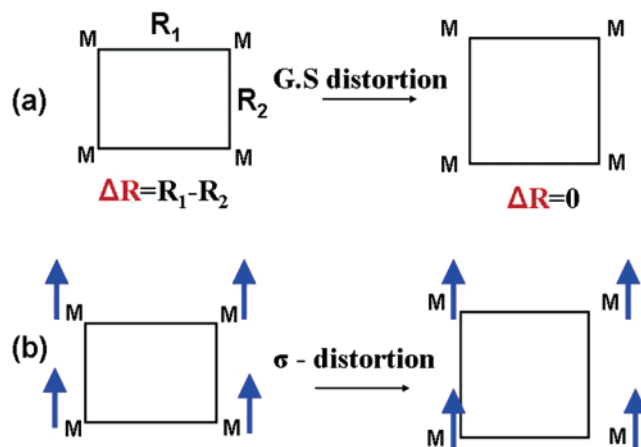 M R₁ M M M
(a) R₂ G.S distortion
M M M M
ΔR=R₁-R₂ ΔR=0
M M M M
(b) σ - distortion
M M M M